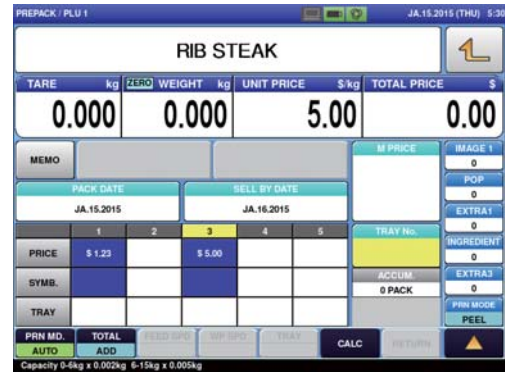 PREPACK / PLU 1 JA.15.2015 (THU) 5:30
RIB STEAK
TARE kg ZERO WEIGHT kg UNIT PRICE $/kg TOTAL PRICE $
0.000 0.000 5.00 0.00
MEMO M PRICE IMAGE 1
0
PACK DATE SELL BY DATE POP
0
JA.15.2015 JA.16.2015 EXTRA1
0
1 2 3 4 5 TRAY No. INGREDIENT
0
PRICE $ 1.23 $ 5.00
SYMB. ACCUM. EXTRA3
0 PACK 0
TRAY PRN MODE
PEEL
PRN MD. TOTAL FEED SPD WP SPD TRAY CALC RETURN
AUTO ADD
Capacity 0-6kg x 0.002kg 6-15kg x 0.005kg